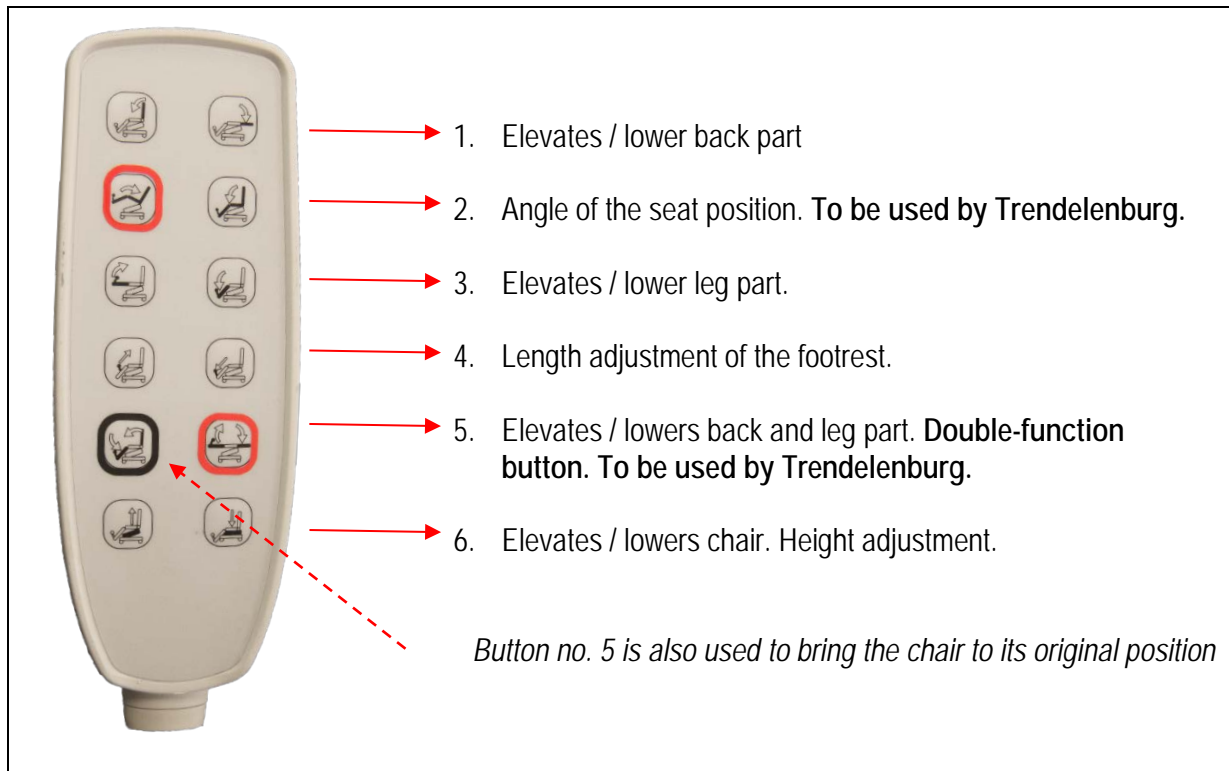 1. Elevates / lower back part
2. Angle of the seat position. To be used by Trendelenburg.
3. Elevates / lower leg part.
4. Length adjustment of the footrest.
5. Elevates / lowers back and leg part. Double-function
button. To be used by Trendelenburg.
6. Elevates / lowers chair. Height adjustment.
Button no. 5 is also used to bring the chair to its original position